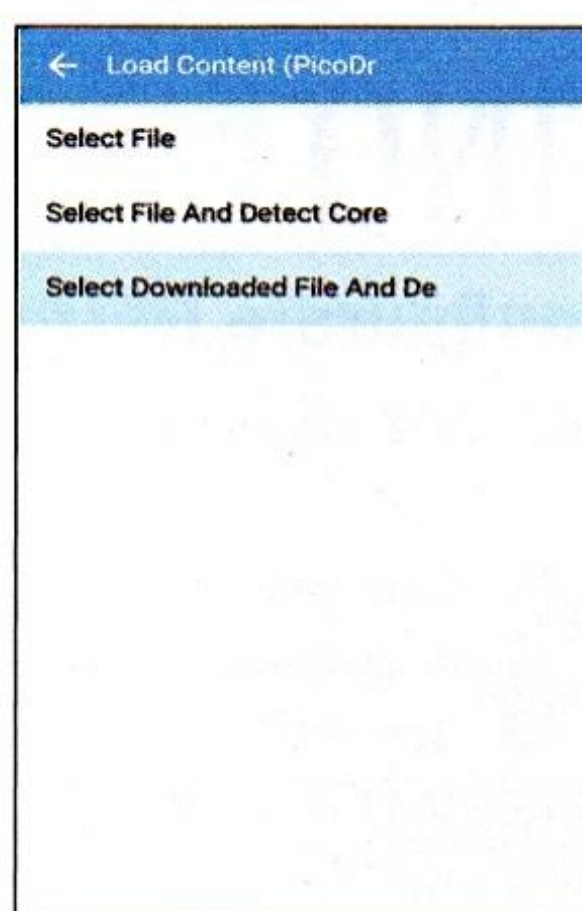 ← Load Content (PicoDr
Select File
Select File And Detect Core
Select Downloaded File And De